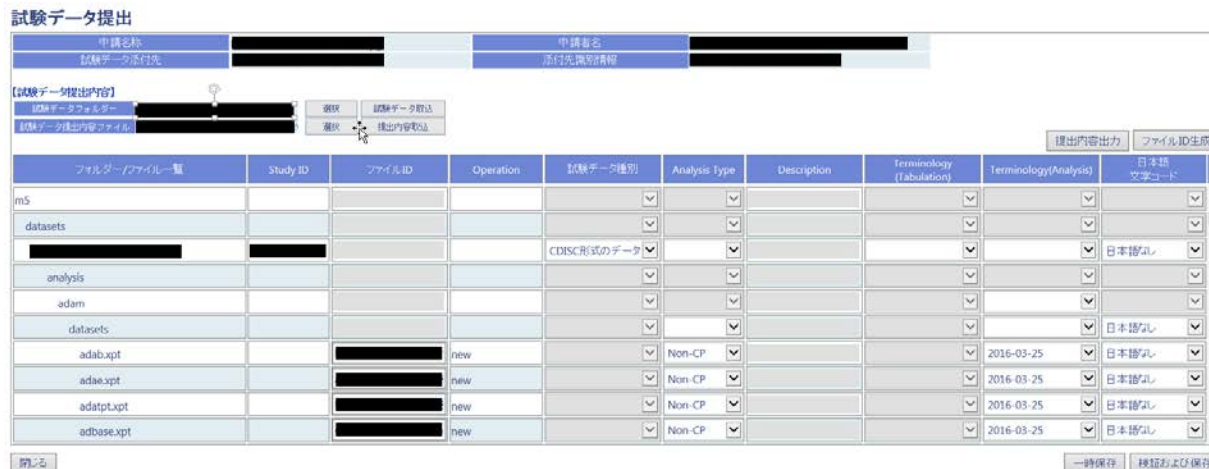 試験データ提出
申請名称 申請者名
試験データ添付先 添付先識別情報
【試験データ提出内容】
試験データフォルダー 選択 試験データ取込
試験データ提出内容ファイル 選択 提出内容取込
提出内容出力 ファイルID生成
フォルダー/ファイル一覧 Study ID ファイルID Operation 試験データ種別 Analysis Type Description Terminology (Tabulation) Terminology(Analysis) 日本語 文字コード
m5
datasets
CDISC形式のデータ 日本語なし
analysis
adam
datasets 日本語なし
adab.xpt new Non-CP 2016-03-25 日本語なし
adae.xpt new Non-CP 2016-03-25 日本語なし
adatpt.xpt new Non-CP 2016-03-25 日本語なし
adbase.xpt new Non-CP 2016-03-25 日本語なし
閉じる 一時保存 検証および保存